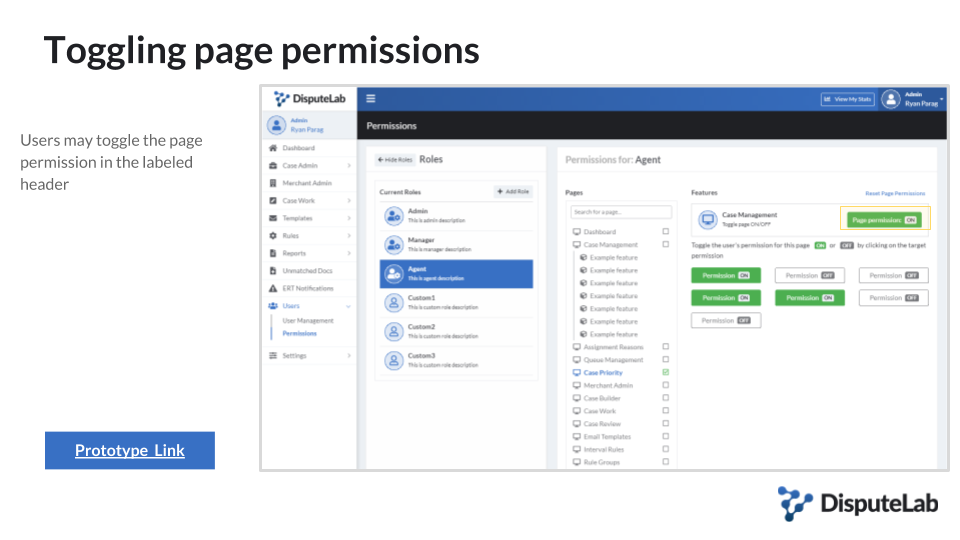 Toggling page permissions
Users may toggle the page
permission in the labeled
header
Prototype Link
DisputeLab
View My Stats
Admin
Ryan Parag
Admin
Ryan Parag
Dashboard
Case Admin
Merchant Admin
Case Work
Templates
Rules
Reports
Unmatched Docs
ERT Notifications
Users
User Management
Permissions
Settings
Permissions
Hide Roles
Roles
Current Roles
+ Add Role
Admin
This is admin description
Manager
This is manager description
Agent
This is agent description
Custom1
This is custom role description
Custom2
This is custom role description
Custom3
This is custom role description
Permissions for: Agent
Pages
Search for a page...
Dashboard
Case Management
Example feature
Example feature
Example feature
Example feature
Example feature
Example feature
Example feature
Assignment Reasons
Queue Management
Case Priority
Merchant Admin
Case Builder
Case Work
Case Review
Email Templates
Interval Rules
Rule Groups
Features
Reset Page Permissions
Case Management
Toggle page ON/OFF
Page permission ON
Toggle the user's permission for this page ON or OFF by clicking on the target
permission
Permission ON
Permission OFF
Permission OFF
Permission ON
Permission ON
Permission OFF
Permission OFF
DisputeLab